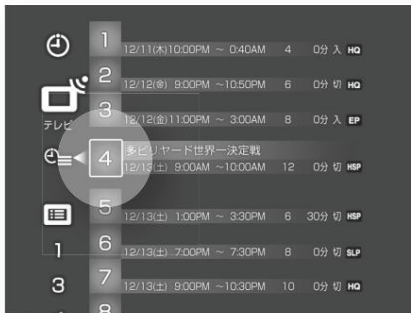 1 12/11(木)10:00PM ~ 0:40AM 4 0分 入 HQ
2 12/12(金) 9:00PM ~10:50PM 6 0分 切 HQ
テレビ
3 12/12(金)11:00PM ~ 3:00AM 8 0分 入 EP
多ビリヤード世界一決定戦
4 12/13(土) 9:00AM ~10:00AM 12 0分 切 HSP
5 12/13(土) 1:00PM ~ 3:30PM 6 30分 切 HSP
1
6 12/13(土) 7:00PM ~ 7:30PM 8 0分 切 SLP
3
7 12/13(土) 9:00PM ~10:30PM 10 0分 切 HQ
8